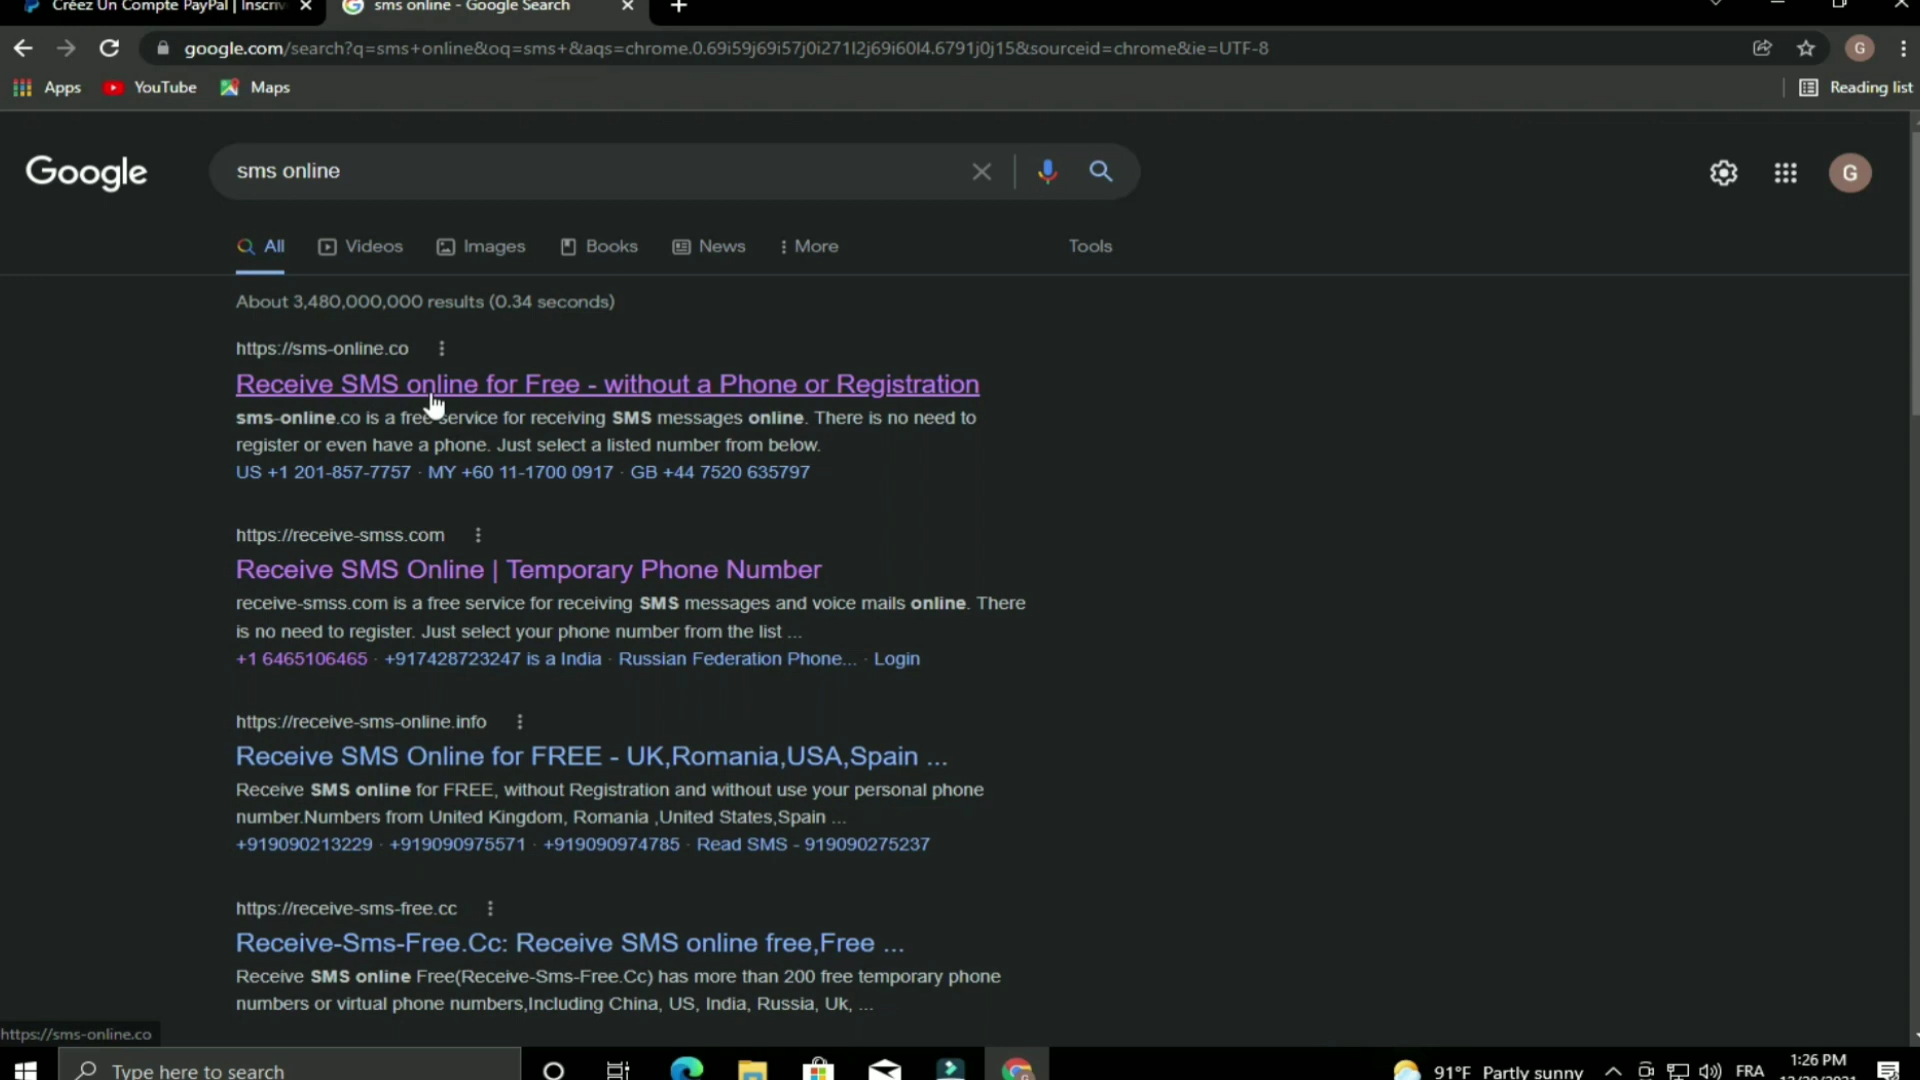 Créez Un Compte PayPal | Inscriv
sms online - Google Search
google.com/search?q=sms+online&oq=sms+&aqs=chrome.0.69i59j69i57j0i271l2j69i60l4.6791j0j15&sourceid=chrome&ie=UTF-8
G
Apps
YouTube
Maps
Reading list
Google
sms online
G
All
Videos
Images
Books
News
More
Tools
About 3,480,000,000 results (0.34 seconds)
https://sms-online.co
Receive SMS online for Free - without a Phone or Registration
sms-online.co is a free service for receiving SMS messages online. There is no need to
register or even have a phone. Just select a listed number from below.
US +1 201-857-7757 · MY +60 11-1700 0917 · GB +44 7520 635797
https://receive-smss.com
Receive SMS Online | Temporary Phone Number
receive-smss.com is a free service for receiving SMS messages and voice mails online. There
is no need to register. Just select your phone number from the list ...
+1 6465106465 · +917428723247 is a India · Russian Federation Phone... · Login
https://receive-sms-online.info
Receive SMS Online for FREE - UK,Romania,USA,Spain ...
Receive SMS online for FREE, without Registration and without use your personal phone
number.Numbers from United Kingdom, Romania ,United States,Spain ...
+919090213229 · +919090975571 · +919090974785 · Read SMS - 919090275237
https://receive-sms-free.cc
Receive-Sms-Free.Cc: Receive SMS online free,Free ...
Receive SMS online Free(Receive-Sms-Free.Cc) has more than 200 free temporary phone
numbers or virtual phone numbers,Including China, US, India, Russia, Uk, ...
https://sms-online.co
Type here to search
91°F Partly sunny
FRA
1:26 PM